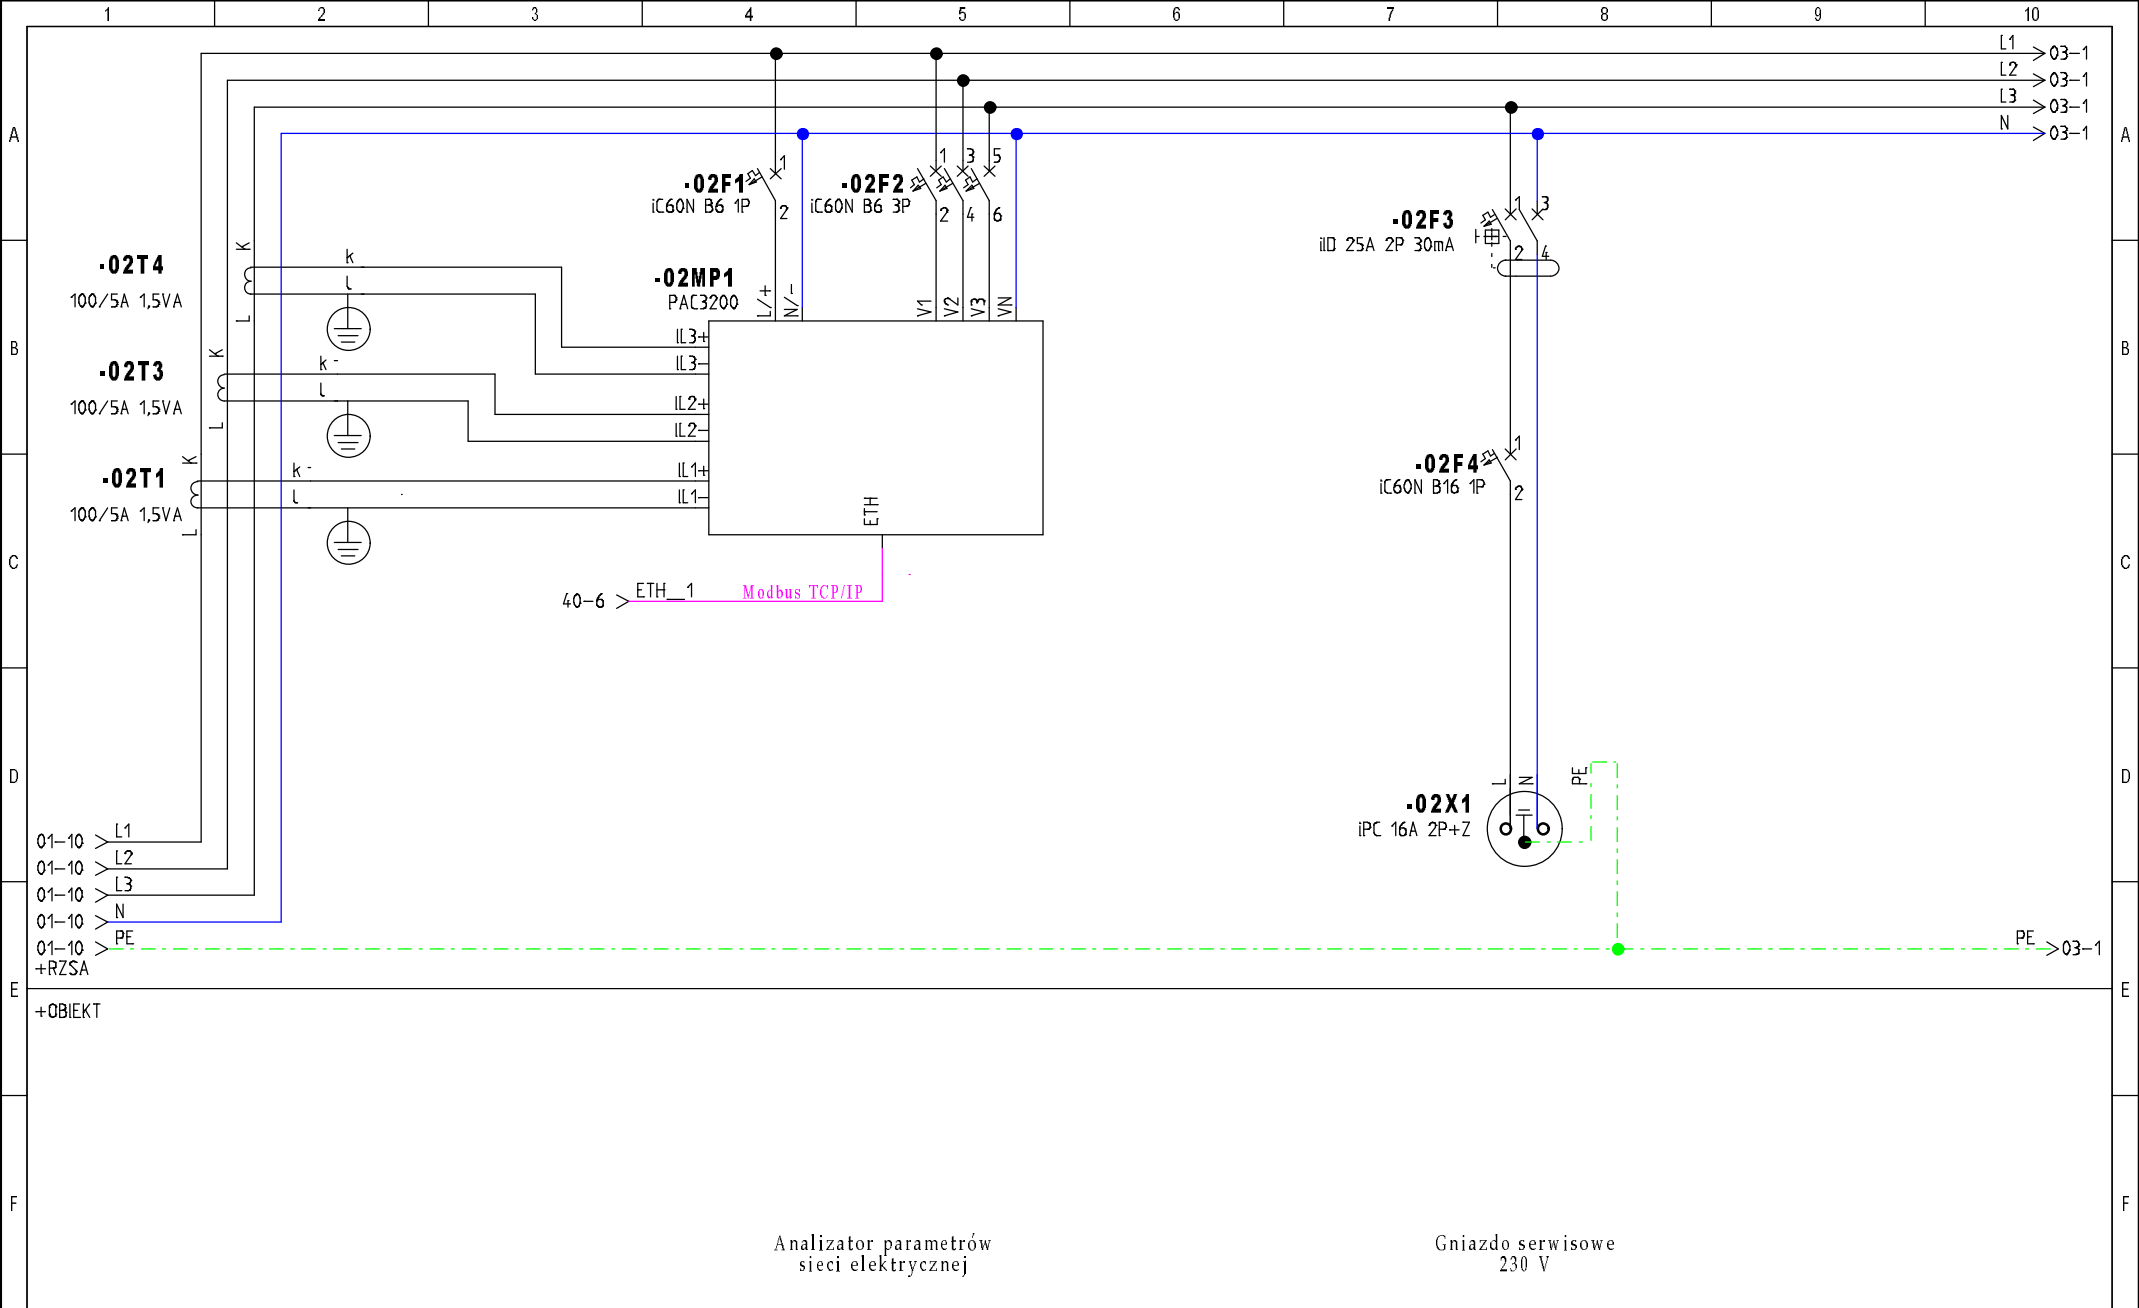 1 2 3 4 5 6 7 8 9 10
L1 03-1
L2 03-1
L3 03-1
N 03-1
A A
1 1 3 5
-02F1 -02F2
iC60N B6 1P iC60N B6 3P
2 2 4 6
1 3
-02F3
iID 25A 2P 30mA
2 4
K
k
-02T4
l
100/5A 1,5VA
L
-02MP1
PAC3200
L/+ N/- V1 V2 V3 VN
IL3+
B B
K
k
IL3-
-02T3
l
100/5A 1,5VA
IL2+
L
IL2-
1
-02F4
iC60N B16 1P
2
K
k
IL1+
-02T1
l
IL1-
100/5A 1,5VA
ETH
L
C C
40-6 ETH_1 Modbus TCP/IP
D D
L N PE
-02X1
iPC 16A 2P+Z
01-10 L1
01-10 L2
01-10 L3
01-10 N
01-10 PE
PE 03-1
+RZSA
E E
+OBIEKT
F F
Analizator parametrów
sieci elektrycznej
Gniazdo serwisowe
230 V